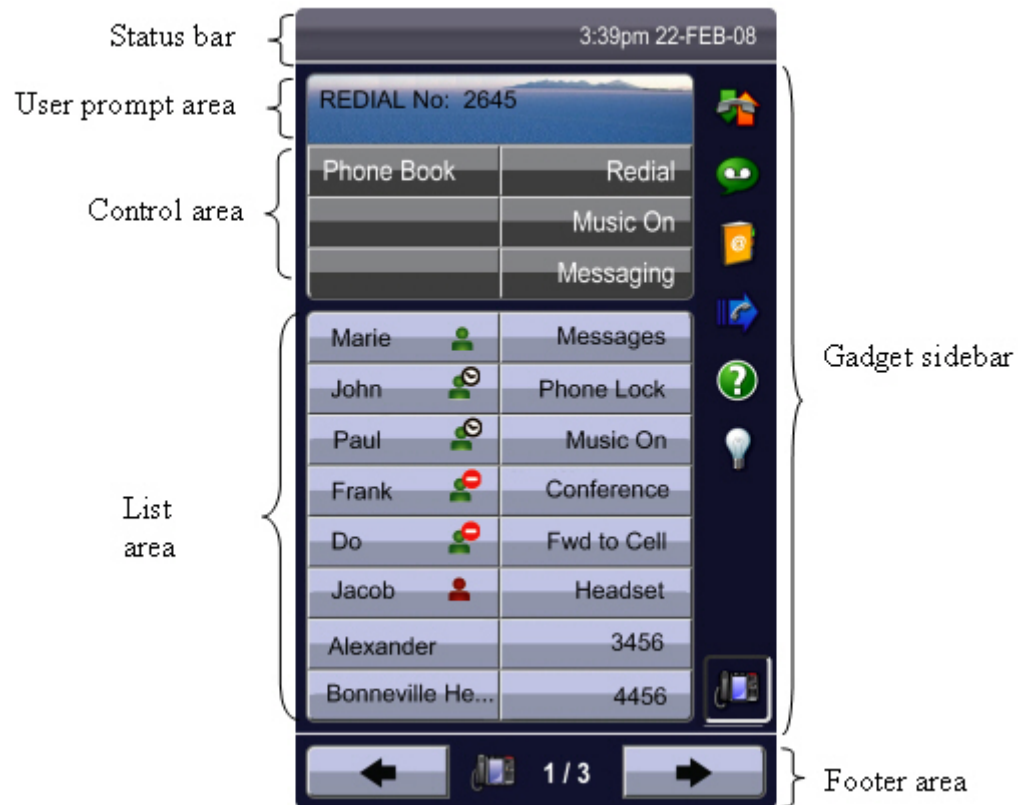 Status bar
3:39pm 22-FEB-08
User prompt area
REDIAL No: 2645
Control area
Phone Book Redial
Music On
Messaging
Gadget sidebar
List
area
Marie Messages
John Phone Lock
Paul Music On
Frank Conference
Do Fwd to Cell
Jacob Headset
Alexander 3456
Bonneville He... 4456
@
?
1 / 3
Footer area